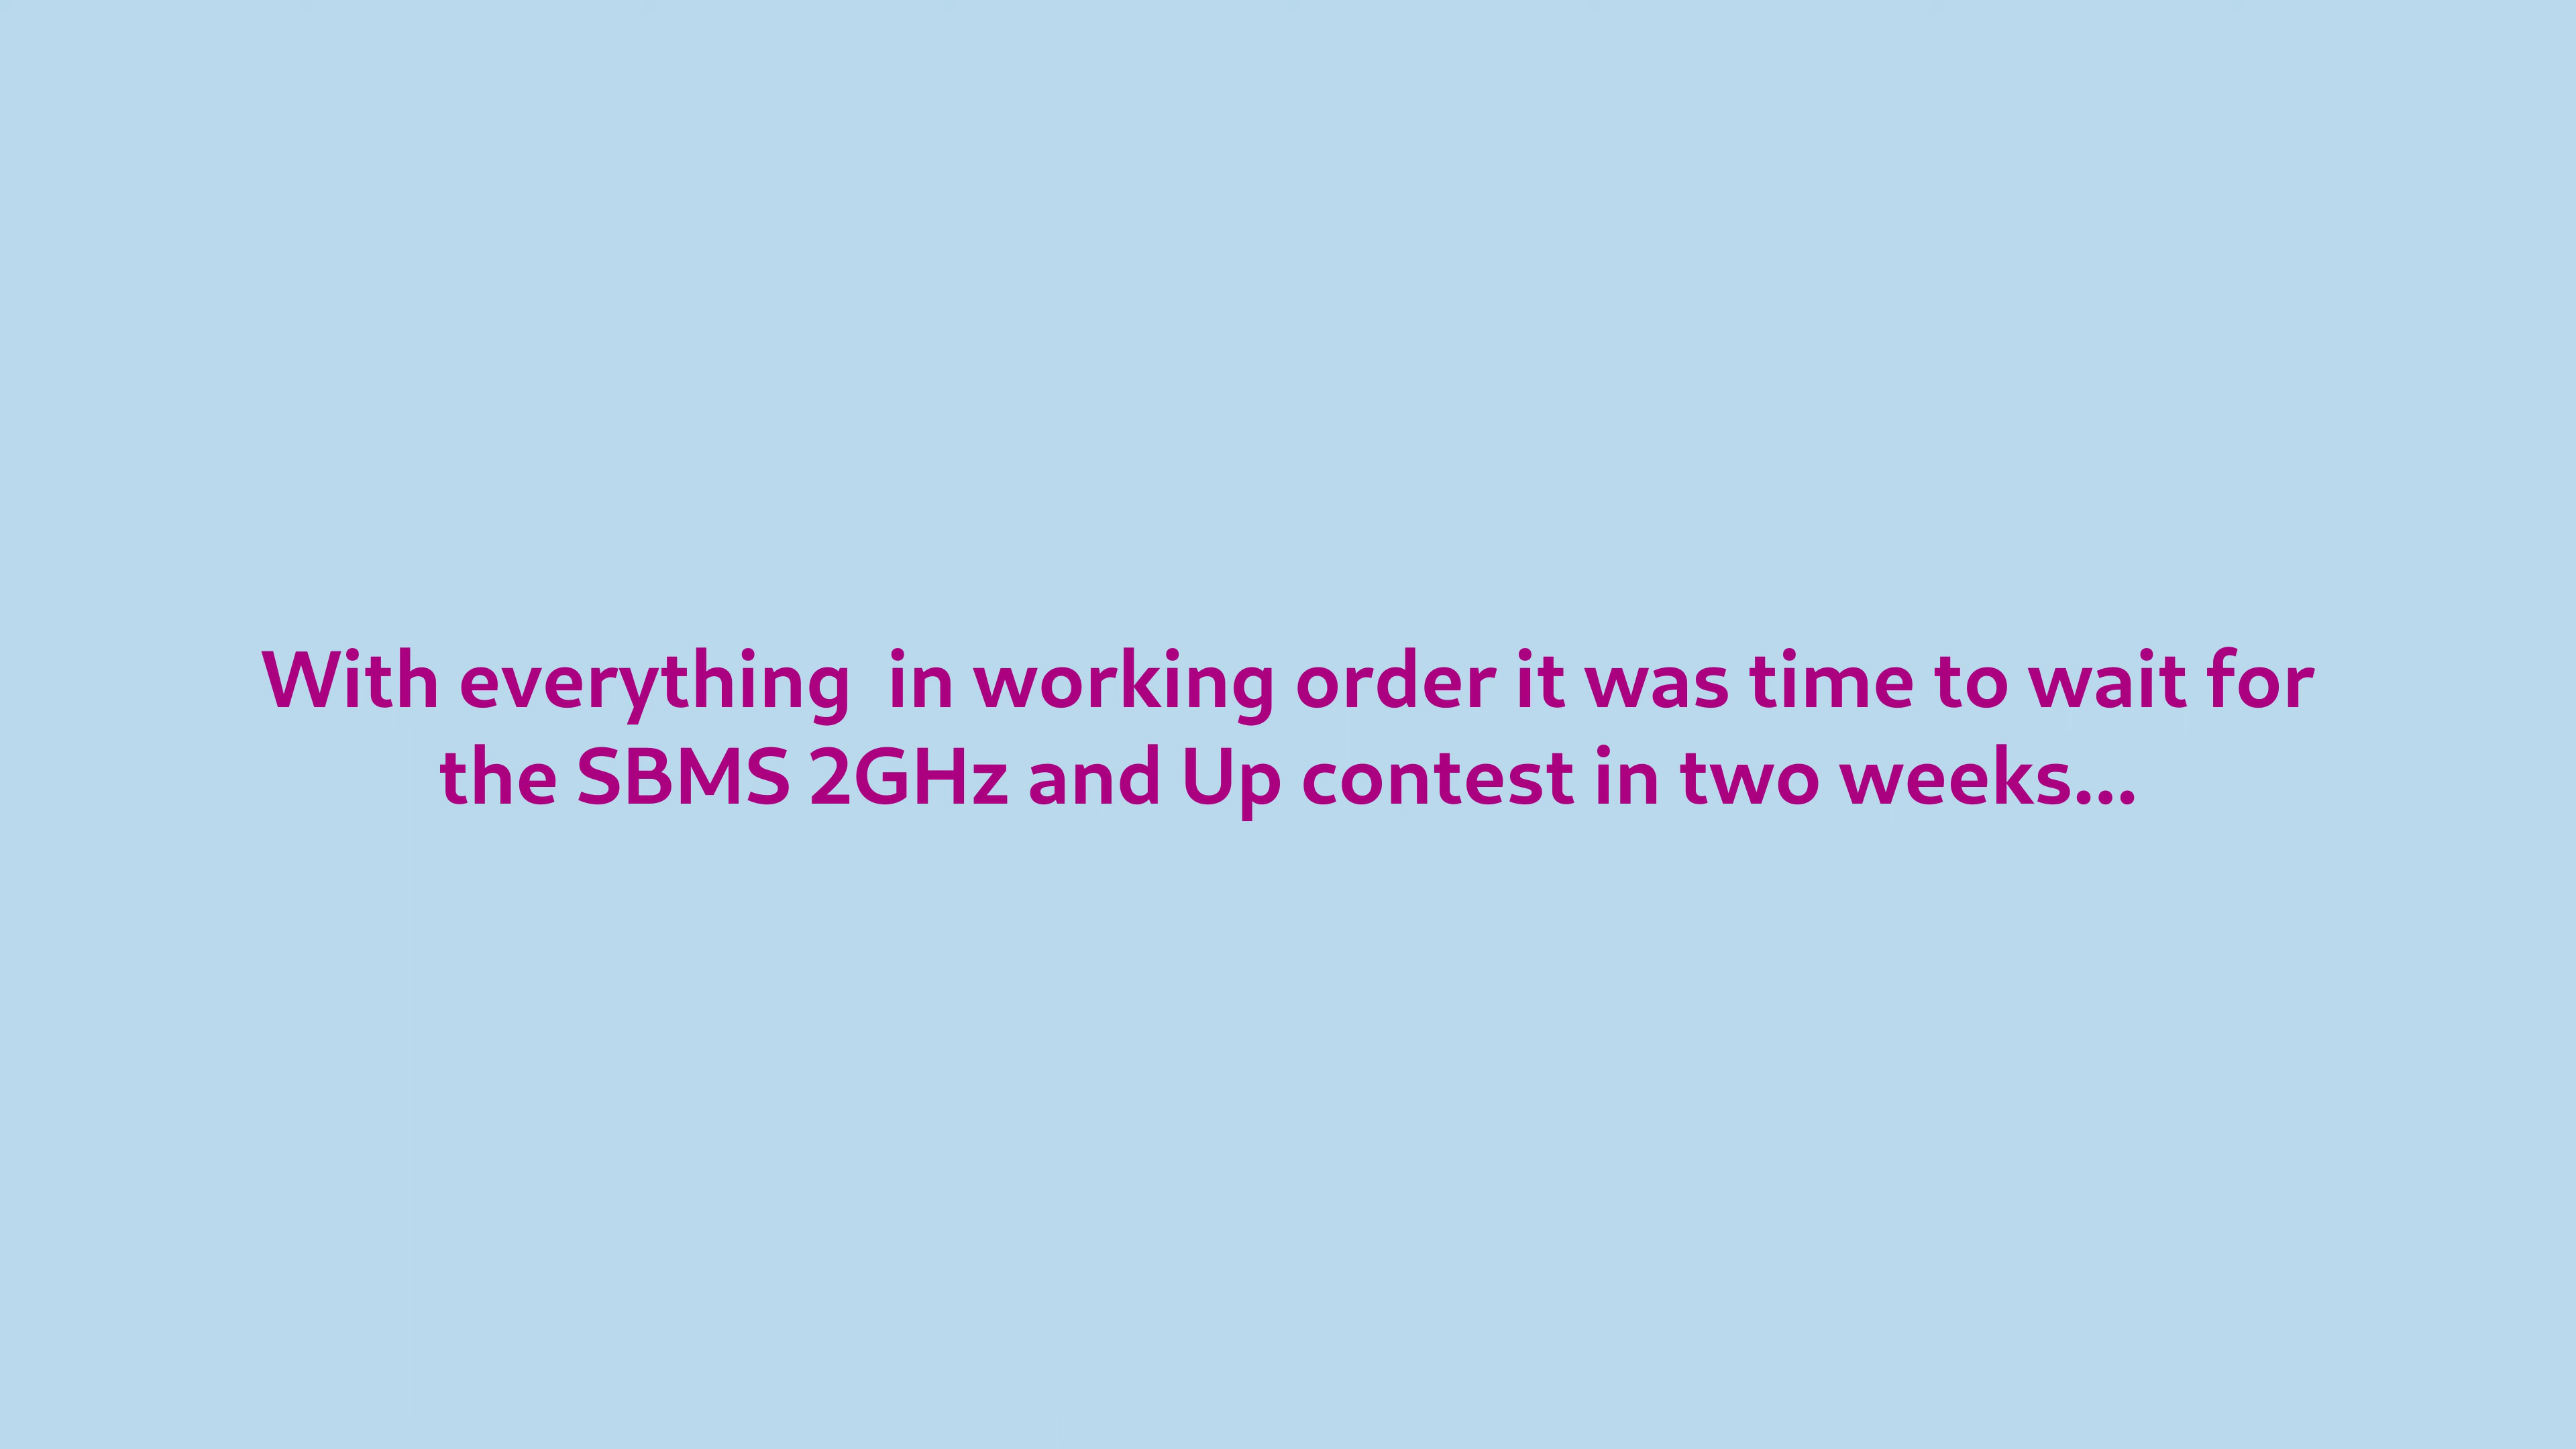 With everything  in working order it was time to wait for
the SBMS 2GHz and Up contest in two weeks...